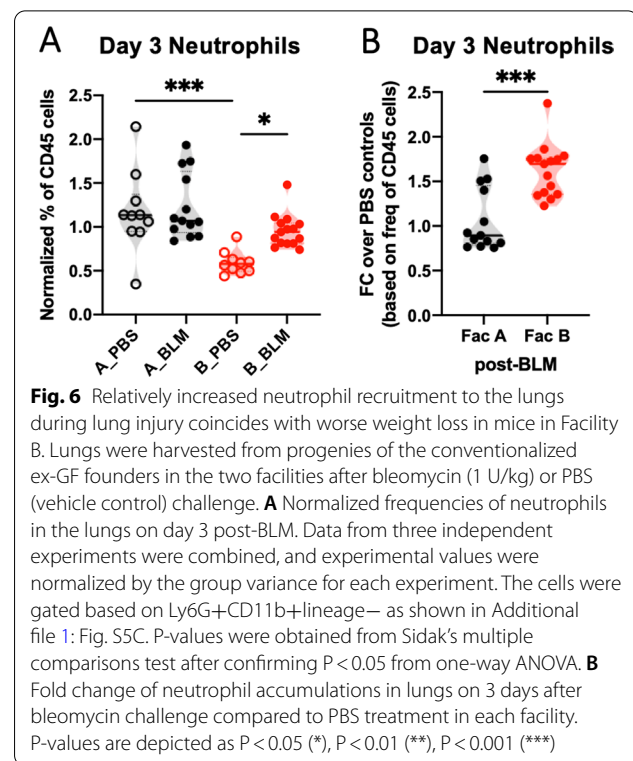 A Day 3 Neutrophils
***
*
Normalized % of CD45 cells
2.5
2.0
1.5
1.0
0.5
0.0
A_PBS
A_BLM
B_PBS
B_BLM
B Day 3 Neutrophils
***
FC over PBS controls
(based on freq of CD45 cells)
2.5
2.0
1.5
1.0
0.5
0.0
Fac A Fac B
post-BLM
Fig. 6 Relatively increased neutrophil recruitment to the lungs
during lung injury coincides with worse weight loss in mice in Facility
B. Lungs were harvested from progenies of the conventionalized
ex-GF founders in the two facilities after bleomycin (1 U/kg) or PBS
(vehicle control) challenge. A Normalized frequencies of neutrophils
in the lungs on day 3 post-BLM. Data from three independent
experiments were combined, and experimental values were
normalized by the group variance for each experiment. The cells were
gated based on Ly6G+CD11b+lineage− as shown in Additional
file 1: Fig. S5C. P-values were obtained from Sidak's multiple
comparisons test after confirming P < 0.05 from one-way ANOVA. B
Fold change of neutrophil accumulations in lungs on 3 days after
bleomycin challenge compared to PBS treatment in each facility.
P-values are depicted as P < 0.05 (*), P < 0.01 (**), P < 0.001 (***)